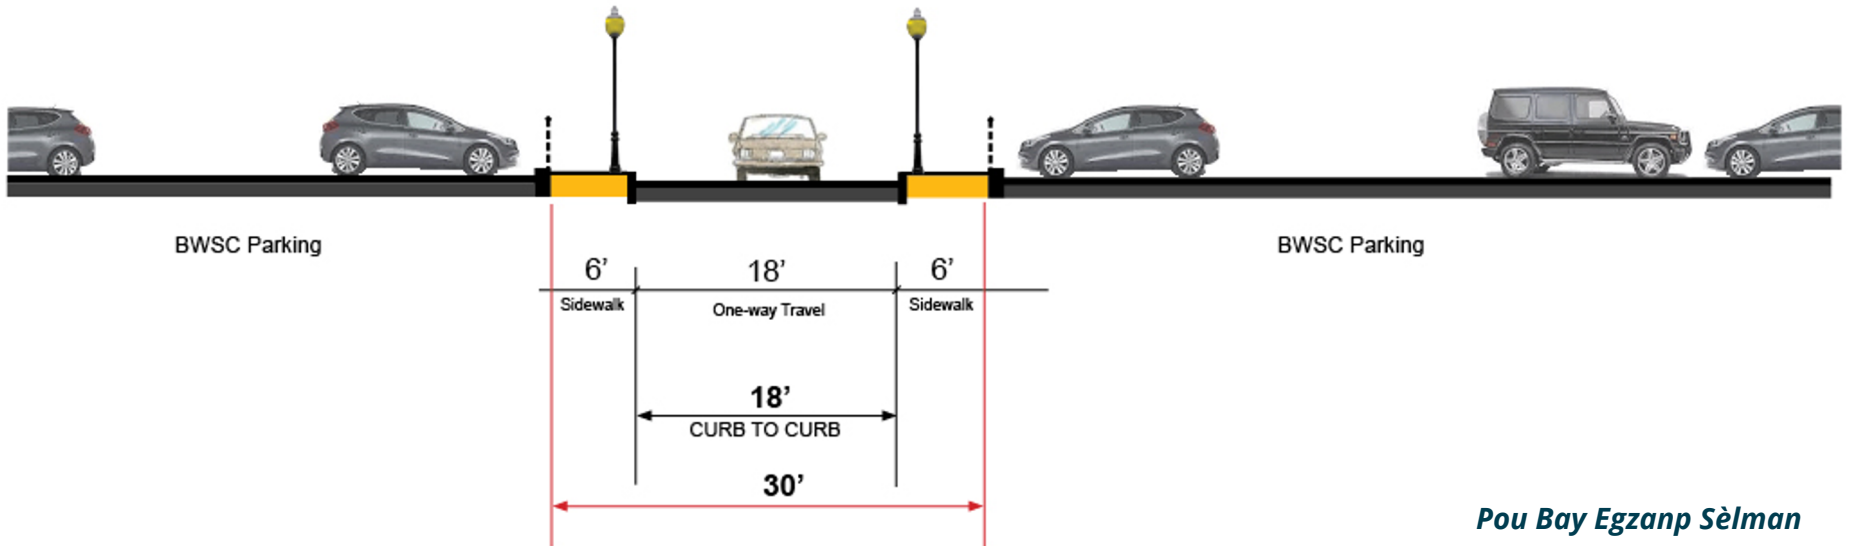 BWSC Parking
BWSC Parking
6’
18’
6’
Sidewalk
One-way Travel
Sidewalk
18’
CURB TO CURB
30’
Pou Bay Egzanp Sèlman